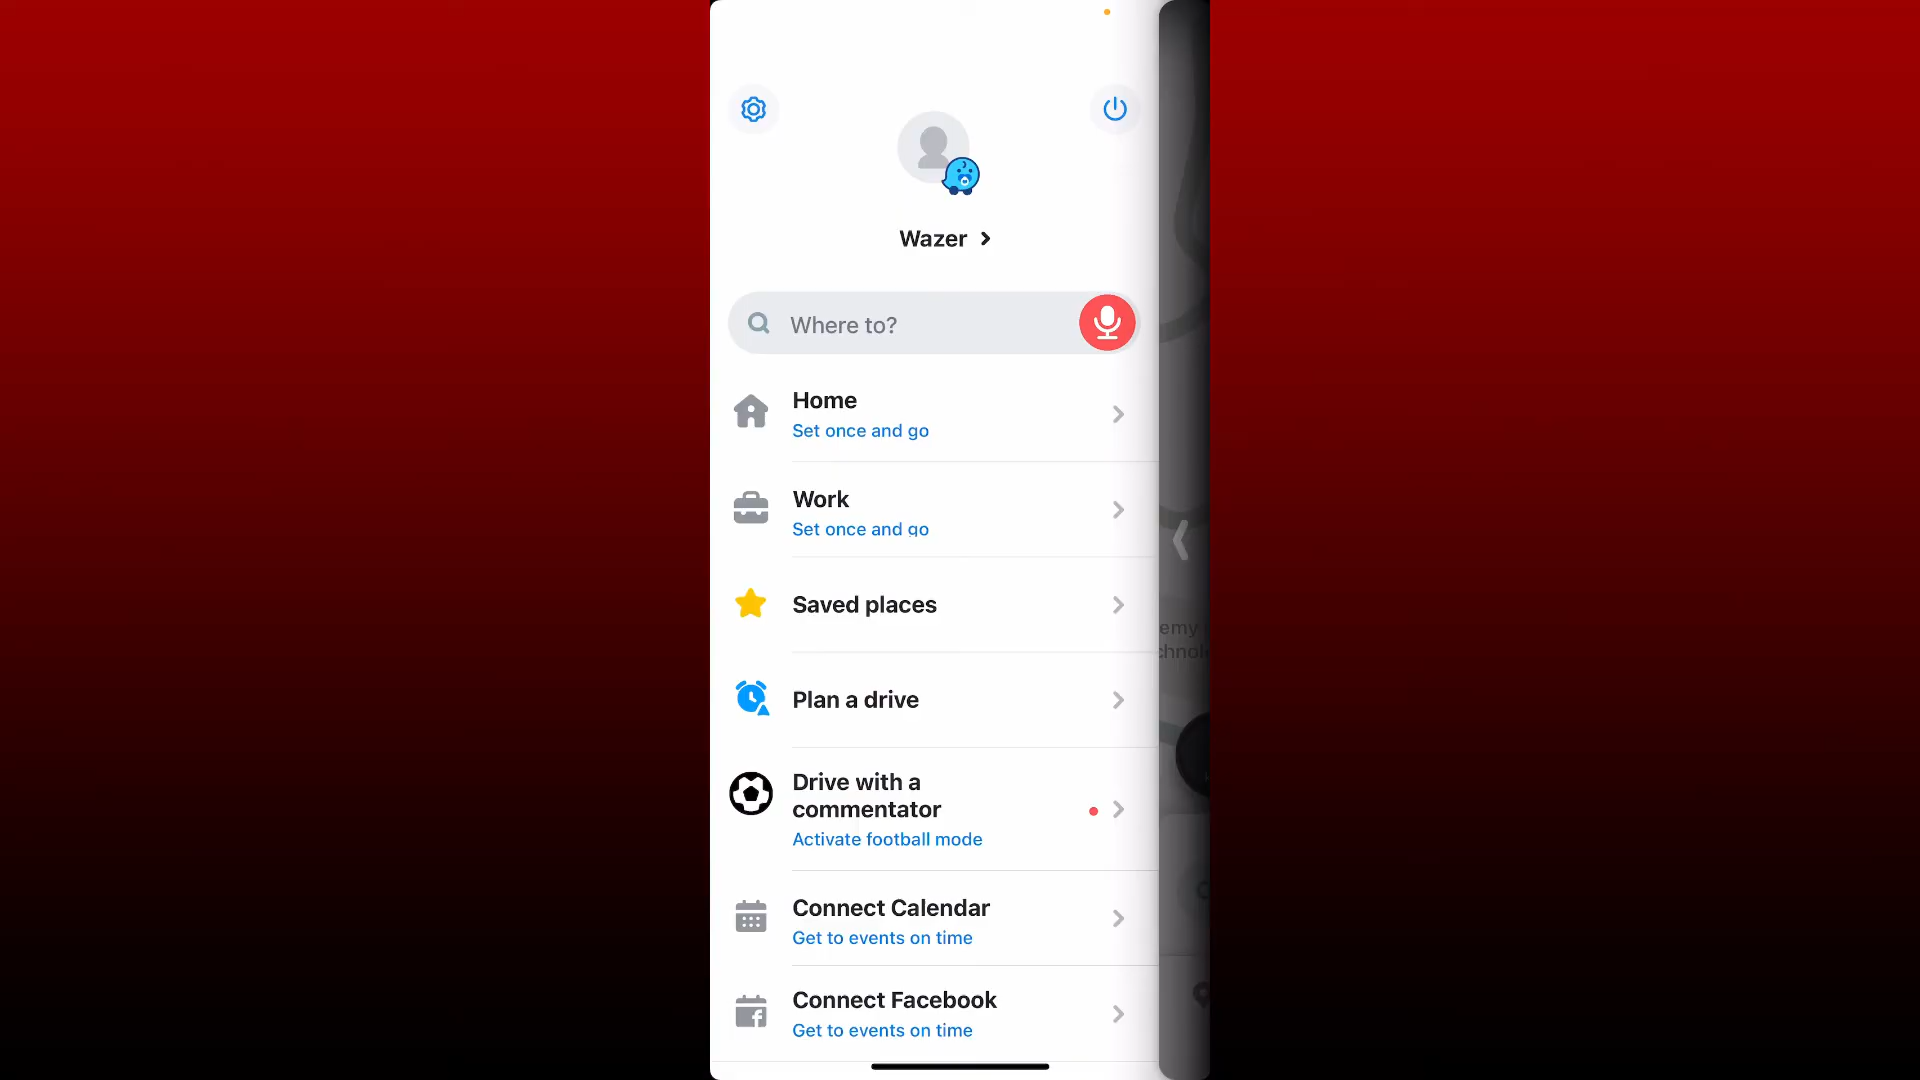 Wazer
Where to?
Home
Set once and go
Work
Set once and go
Saved places
Plan a drive
Drive with a
commentator
Activate football mode
Connect Calendar
Get to events on time
Connect Facebook
Get to events on time